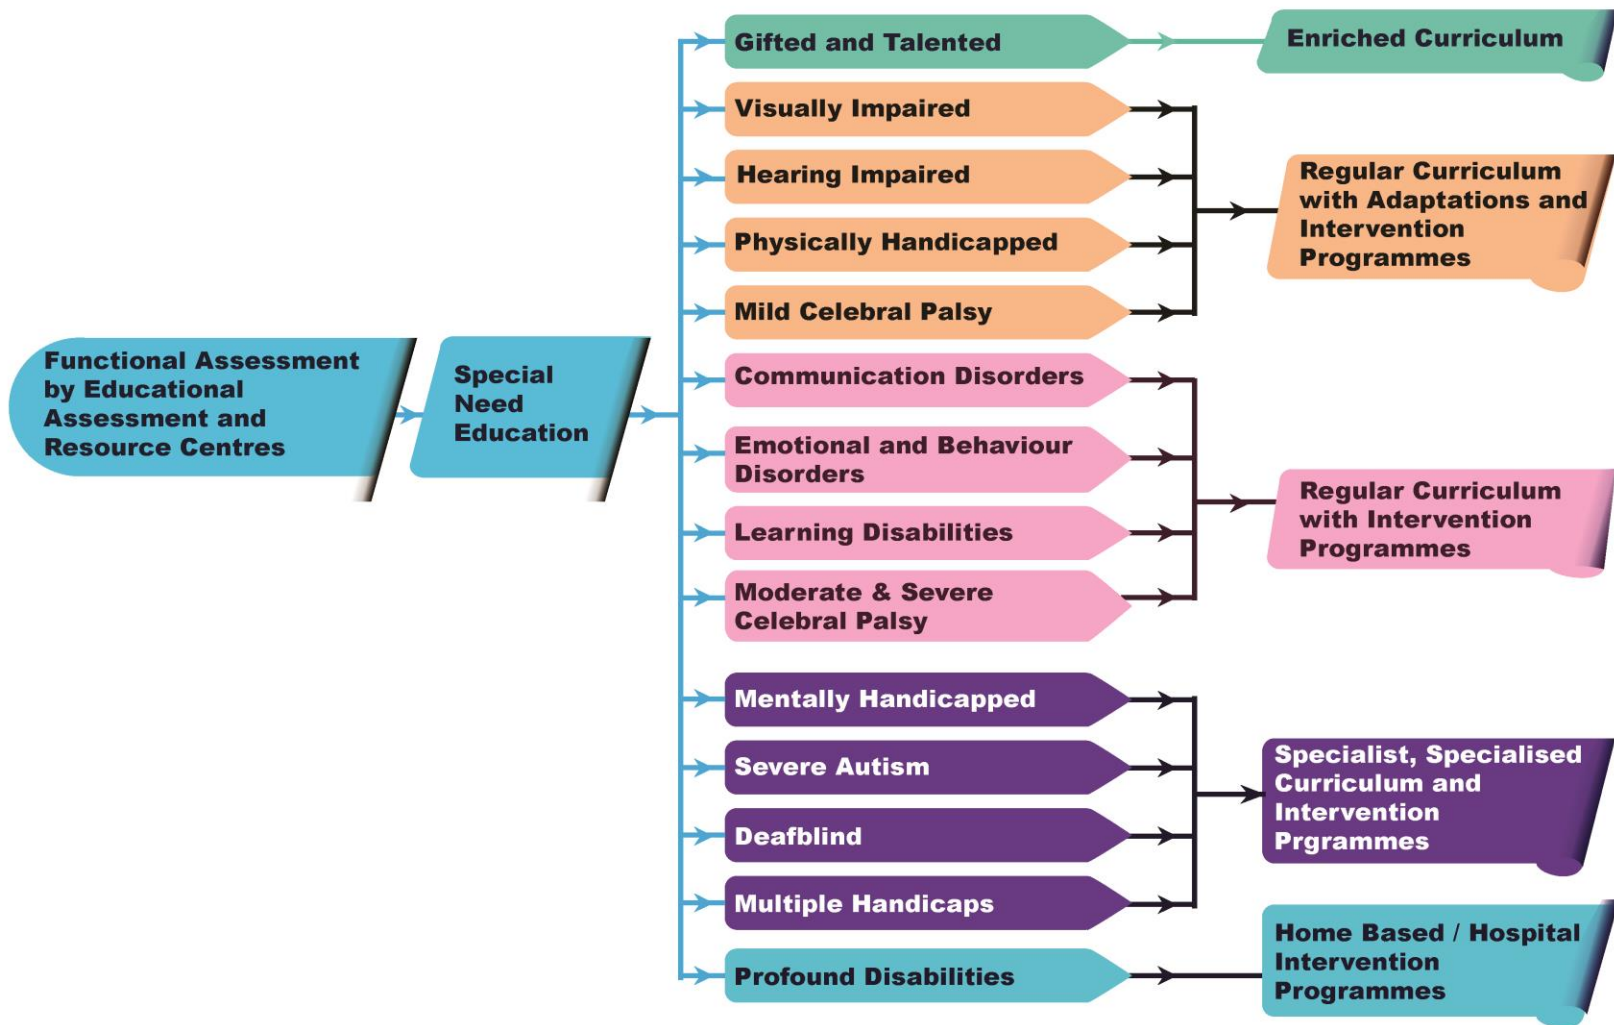 Functional Assessment
by Educational
Assessment and
Resource Centres
Special
Need
Education
Gifted and Talented
Enriched Curriculum
Visually Impaired
Hearing Impaired
Physically Handicapped
Mild Celebral Palsy
Regular Curriculum
with Adaptations and
Intervention
Programmes
Communication Disorders
Emotional and Behaviour
Disorders
Learning Disabilities
Moderate & Severe
Celebral Palsy
Regular Curriculum
with Intervention
Programmes
Mentally Handicapped
Severe Autism
Deafblind
Multiple Handicaps
Specialist, Specialised
Curriculum and
Intervention
Prgrammes
Profound Disabilities
Home Based / Hospital
Intervention
Programmes